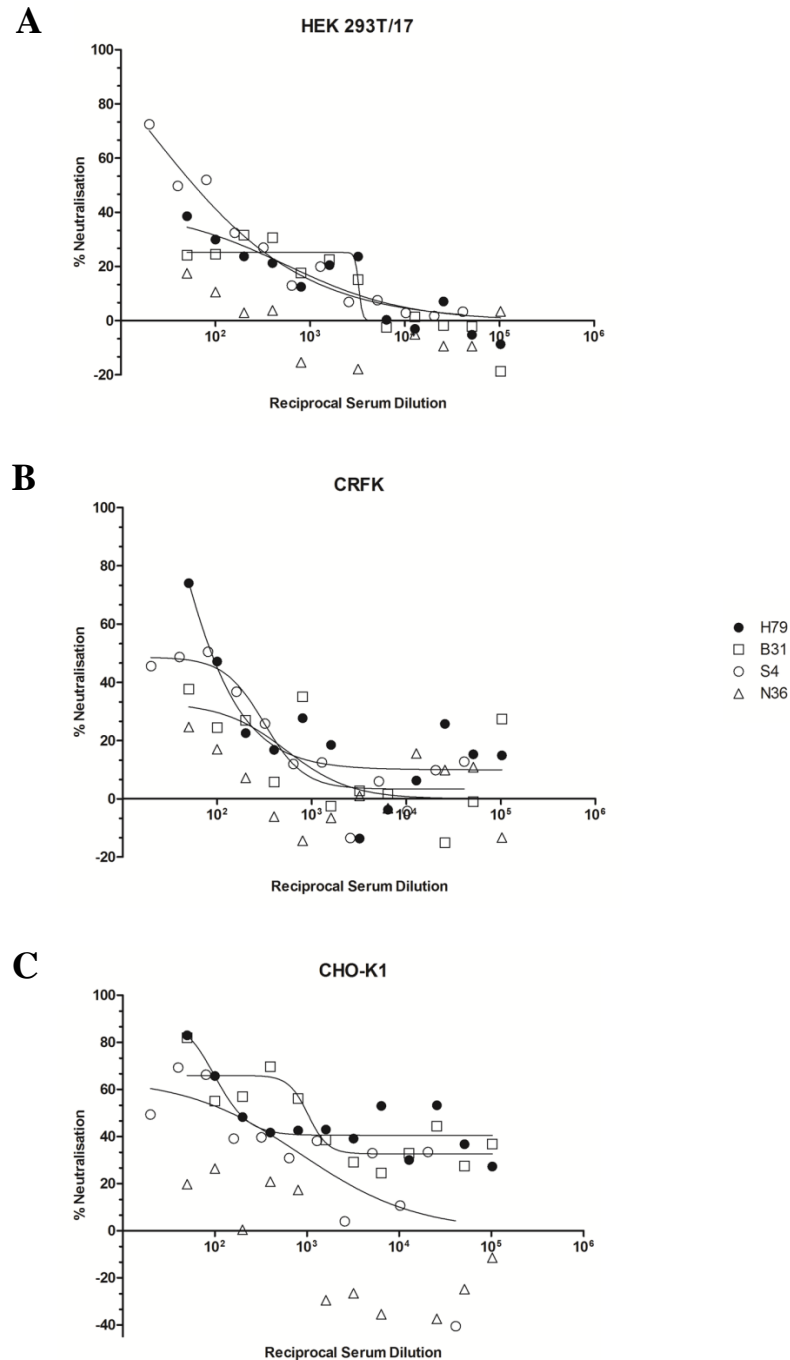 A
HEK 293T/17
100
80
60
40
20
0
-20
% Neutralisation
10² 10³ 10⁴ 10⁵ 10⁶
Reciprocal Serum Dilution
B
CRFK
100
80
60
40
20
0
-20
% Neutralisation
10² 10³ 10⁴ 10⁵ 10⁶
Reciprocal Serum Dilution
H79
B31
S4
N36
C
CHO-K1
100
80
60
40
20
0
-20
-40
% Neutralisation
10² 10³ 10⁴ 10⁵ 10⁶
Reciprocal Serum Dilution